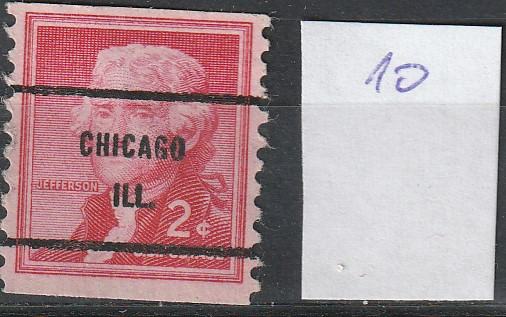 CHICAGO
ILL.
JEFFERSON
2¢
10